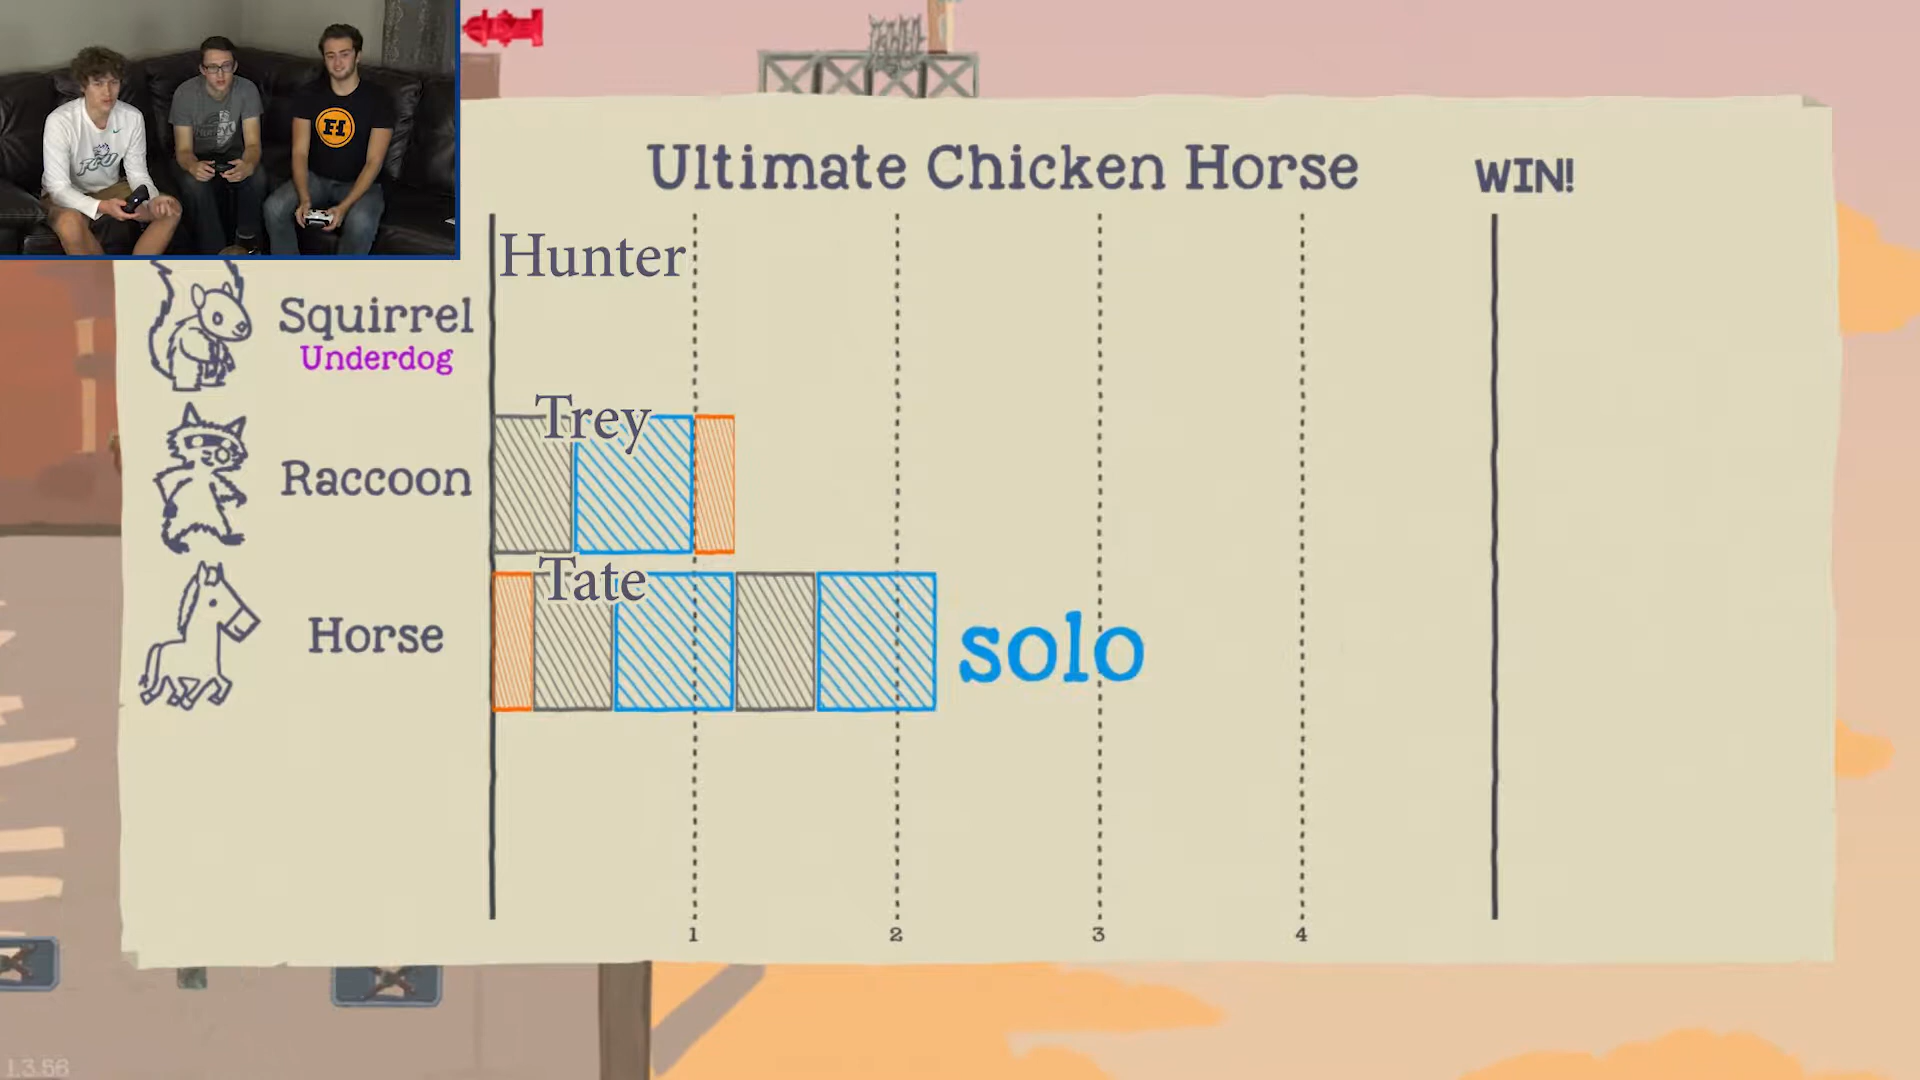 Ultimate Chicken Horse
WIN!
Hunter
Squirrel
Underdog
Trey
Raccoon
Tate
Horse
solo
1 2 3 4
1.3.56
FGU
H